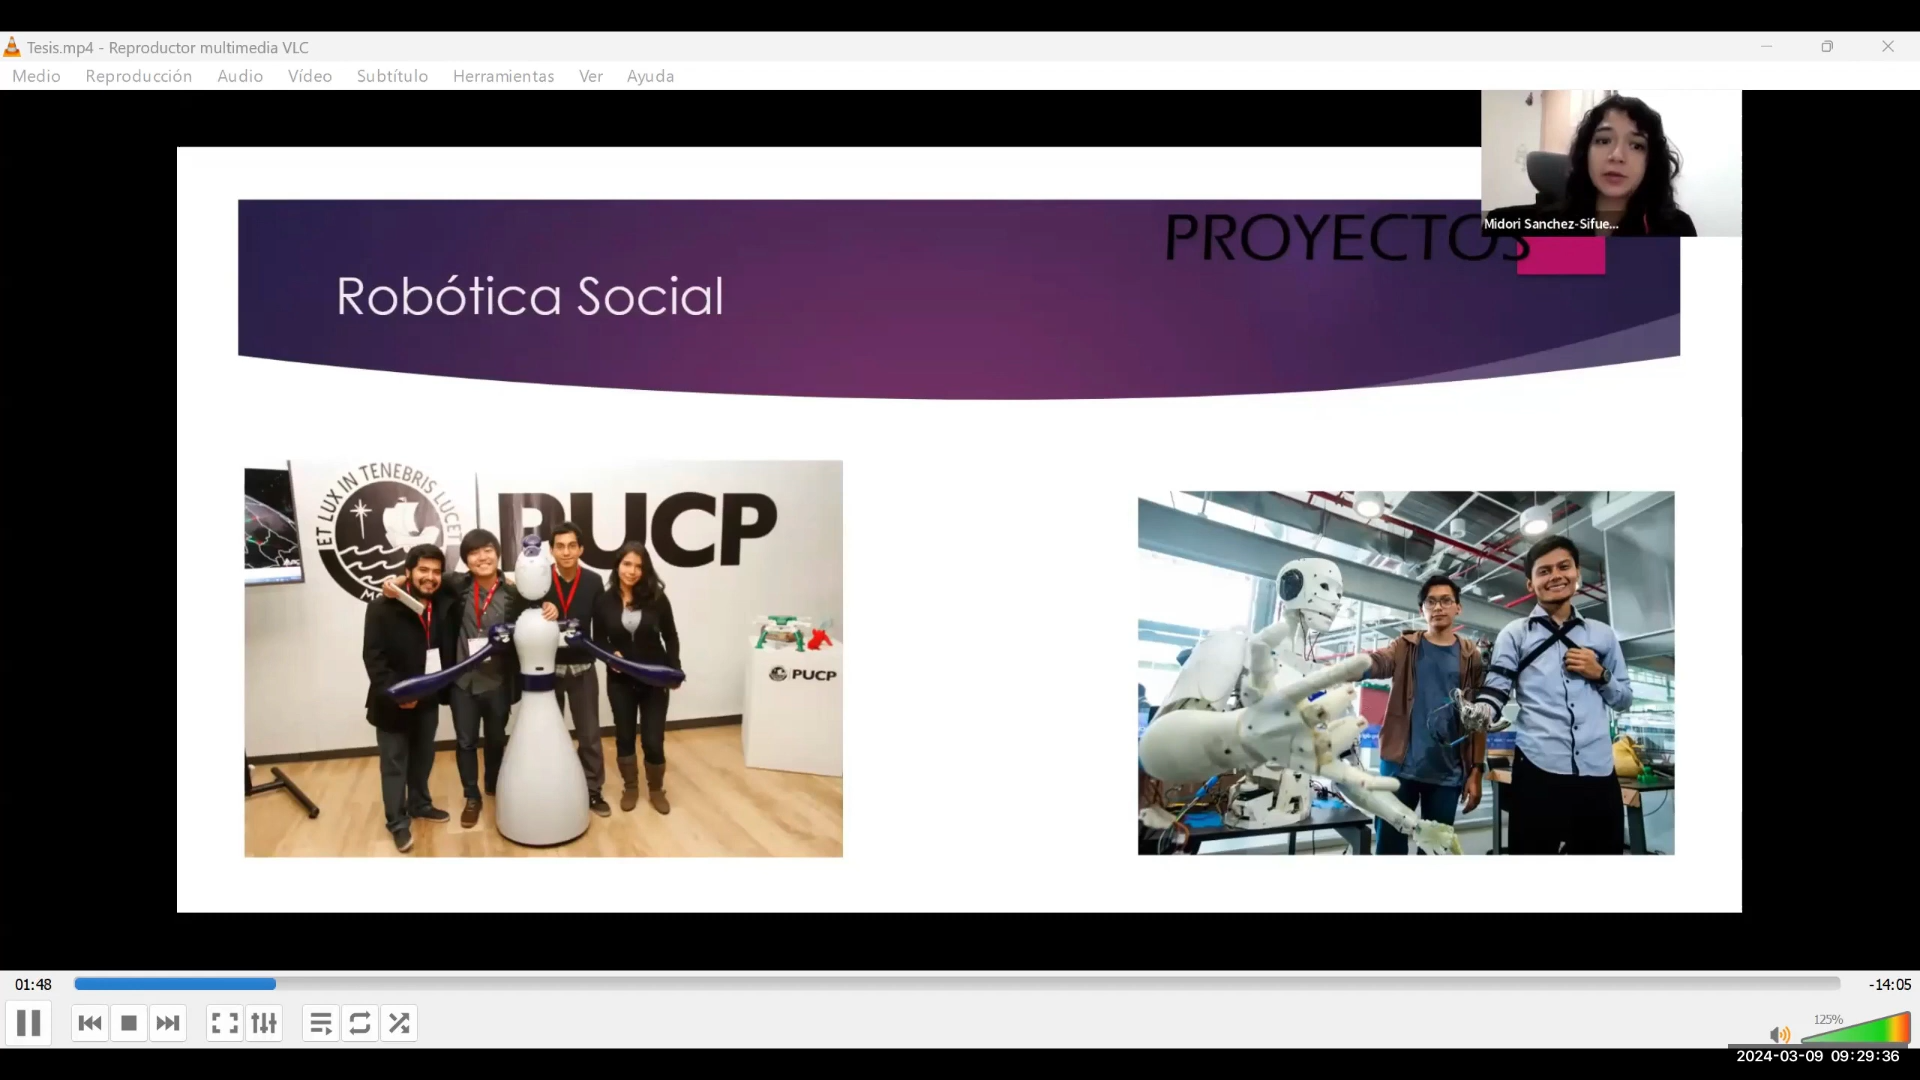 Tesis.mp4 - Reproductor multimedia VLC
Medio Reproducción Audio Vídeo Subtítulo Herramientas Ver Ayuda
Midori Sanchez-Sifue...
PROYECTOS
Robótica Social
ET LUX IN TENEBRIS LUCET
PUCP
PUCP
01:48
-14:05
125%
2024-03-09 09:29:36